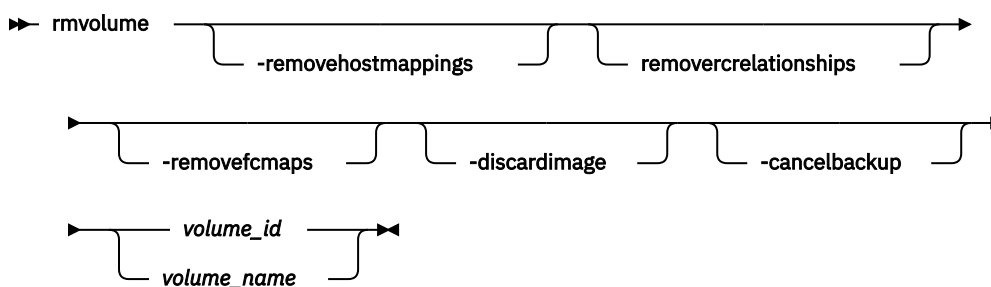 rmvolume
-removehostmappings removercrelationships
-removefcmaps -discardimage -cancelbackup
volume_id
volume_name